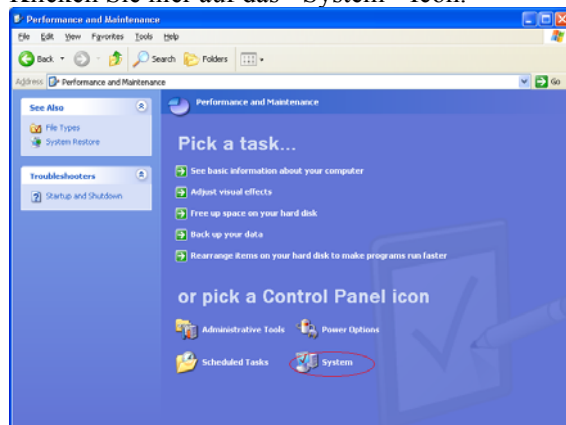 Klicken Sie hier auf das "System" Icon.
Performance and Maintenance
File Edit View Favorites Tools Help
Back Search Folders
Address Performance and Maintenance Go
See Also
File Types
System Restore
Troubleshooters
Startup and Shutdown
Performance and Maintenance
Pick a task...
See basic information about your computer
Adjust visual effects
Free up space on your hard disk
Back up your data
Rearrange items on your hard disk to make programs run faster
or pick a Control Panel icon
Administrative Tools Power Options
Scheduled Tasks System